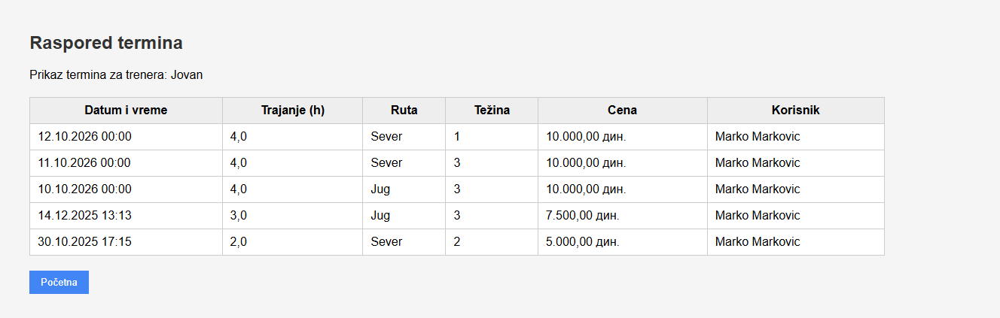 Raspored termina
Prikaz termina za trenera: Jovan
Datum i vreme Trajanje (h) Ruta Težina Cena Korisnik
12.10.2026 00:00 4,0 Sever 1 10.000,00 дин. Marko Markovic
11.10.2026 00:00 4,0 Sever 3 10.000,00 дин. Marko Markovic
10.10.2026 00:00 4,0 Jug 3 10.000,00 дин. Marko Markovic
14.12.2025 13:13 3,0 Jug 3 7.500,00 дин. Marko Markovic
30.10.2025 17:15 2,0 Sever 2 5.000,00 дин. Marko Markovic
Početna